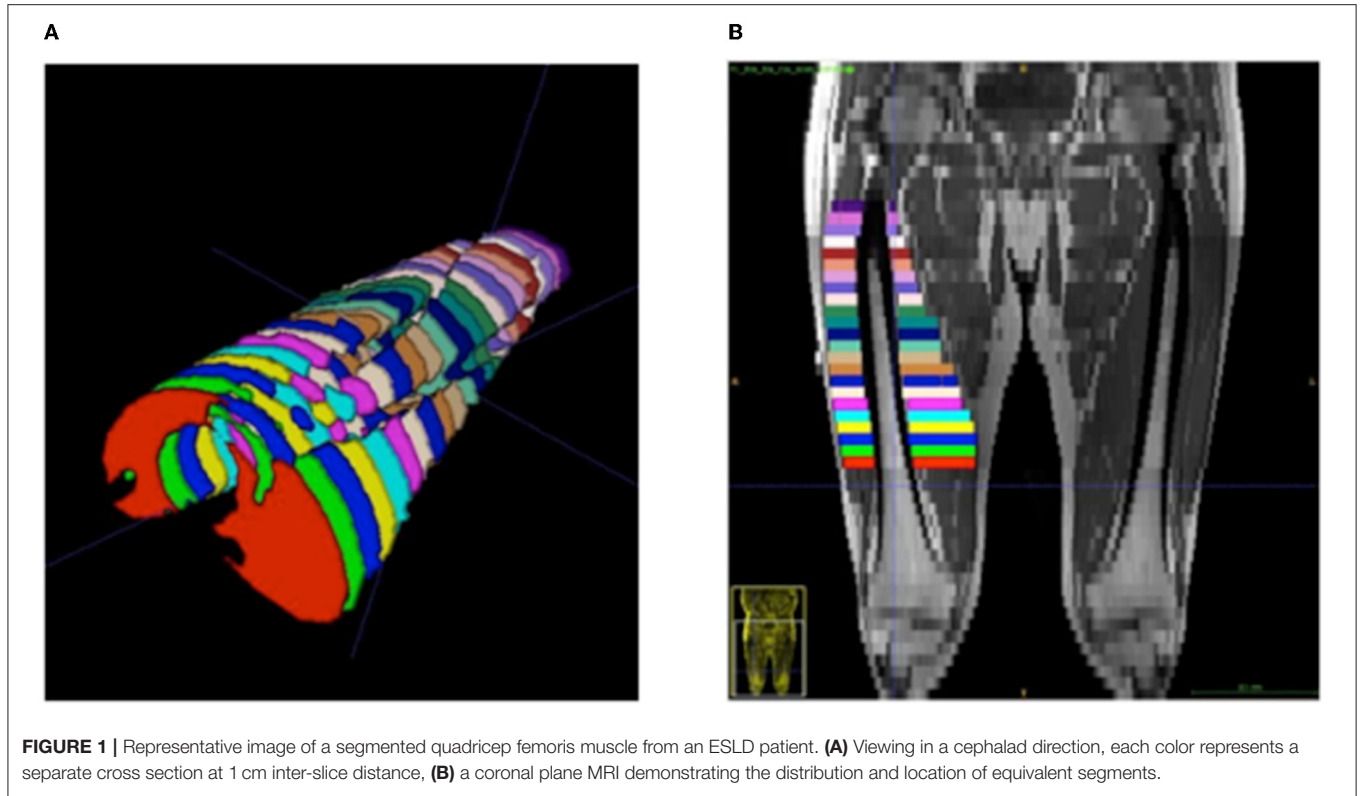 A
B
FIGURE 1 | Representative image of a segmented quadricep femoris muscle from an ESLD patient. (A) Viewing in a cephalad direction, each color represents a
separate cross section at 1 cm inter-slice distance, (B) a coronal plane MRI demonstrating the distribution and location of equivalent segments.